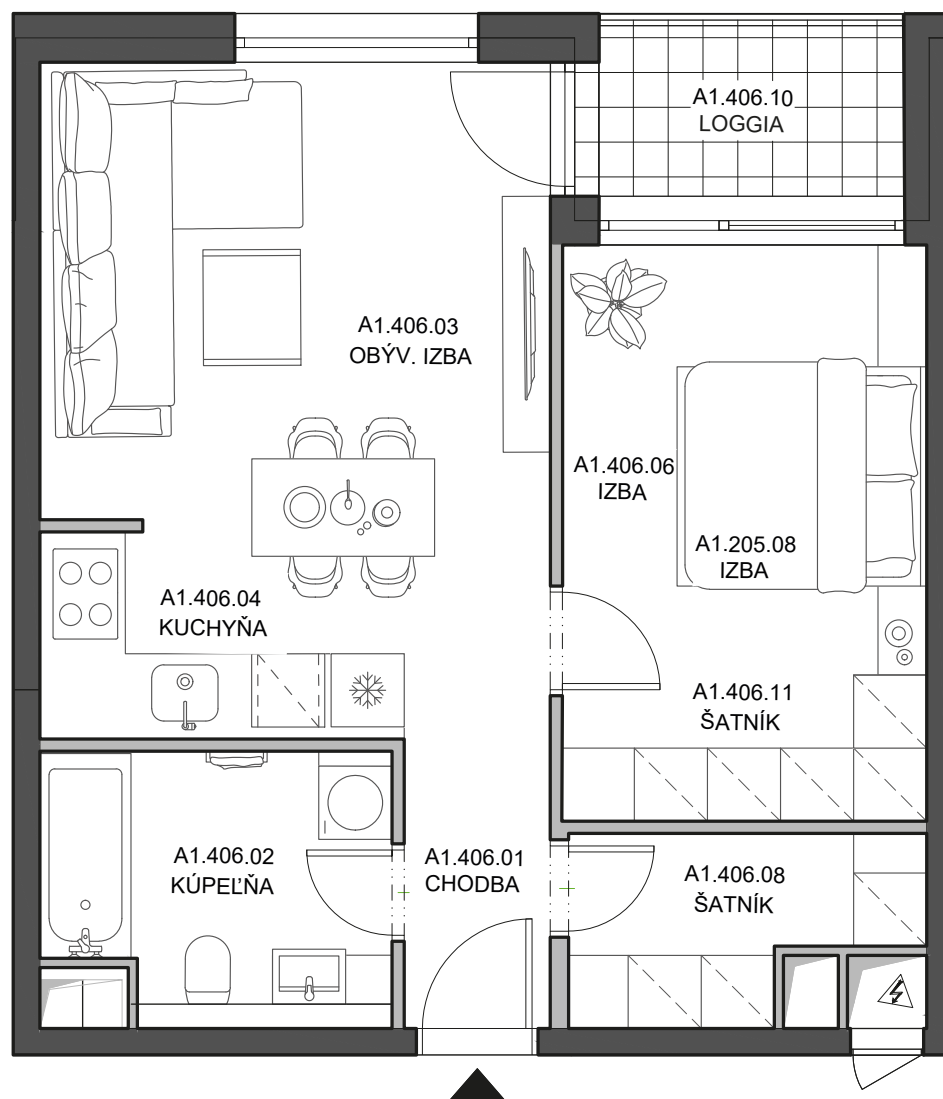 A1.406.10
LOGGIA
A1.406.03
OBÝV. IZBA
A1.406.06
IZBA
A1.205.08
IZBA
A1.406.04
KUCHYŇA
A1.406.11
ŠATNÍK
A1.406.02
KÚPEĽŇA
A1.406.01
CHODBA
A1.406.08
ŠATNÍK